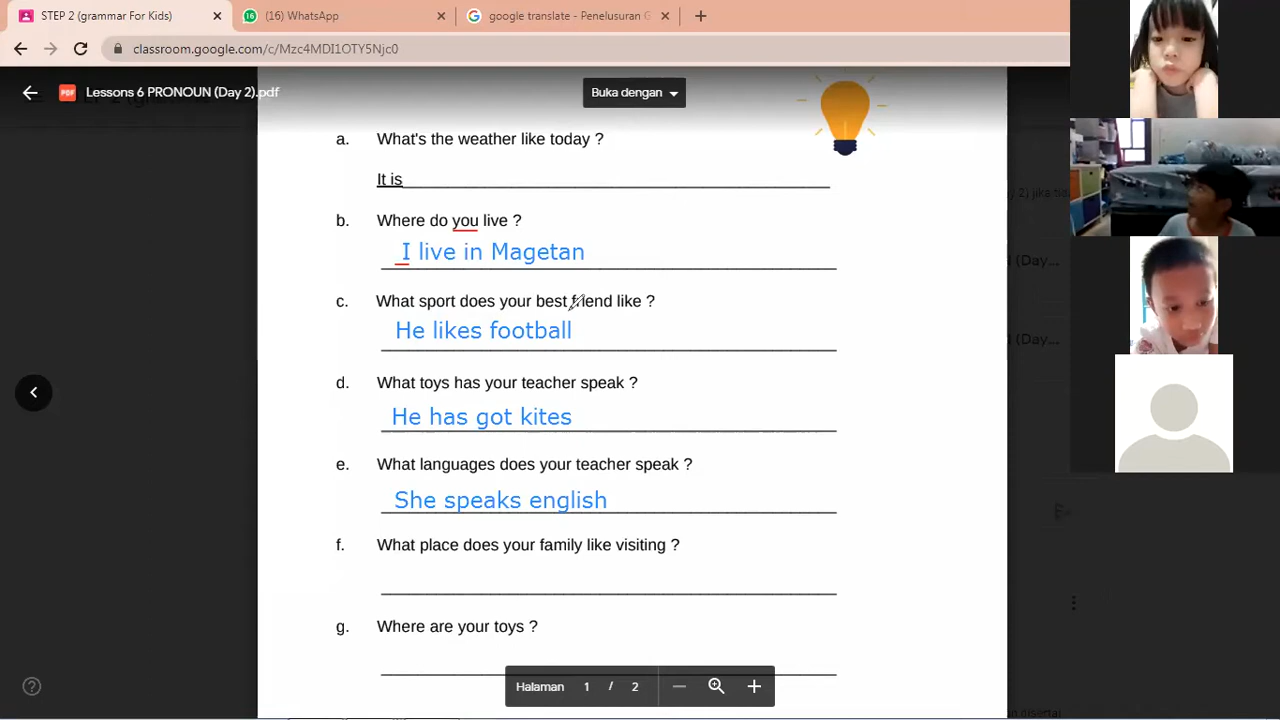 STEP 2 (grammar For Kids)
(16) WhatsApp
google translate - Penelusuran G
classroom.google.com/c/Mzc4MDI1OTY5Njc0
Lessons 6 PRONOUN (Day 2).pdf
Buka dengan
a. What's the weather like today ?
It is
b. Where do you live ?
I live in Magetan
c. What sport does your best friend like ?
He likes football
d. What toys has your teacher speak ?
He has got kites
e. What languages does your teacher speak ?
She speaks english
f. What place does your family like visiting ?
g. Where are your toys ?
Halaman 1 / 2